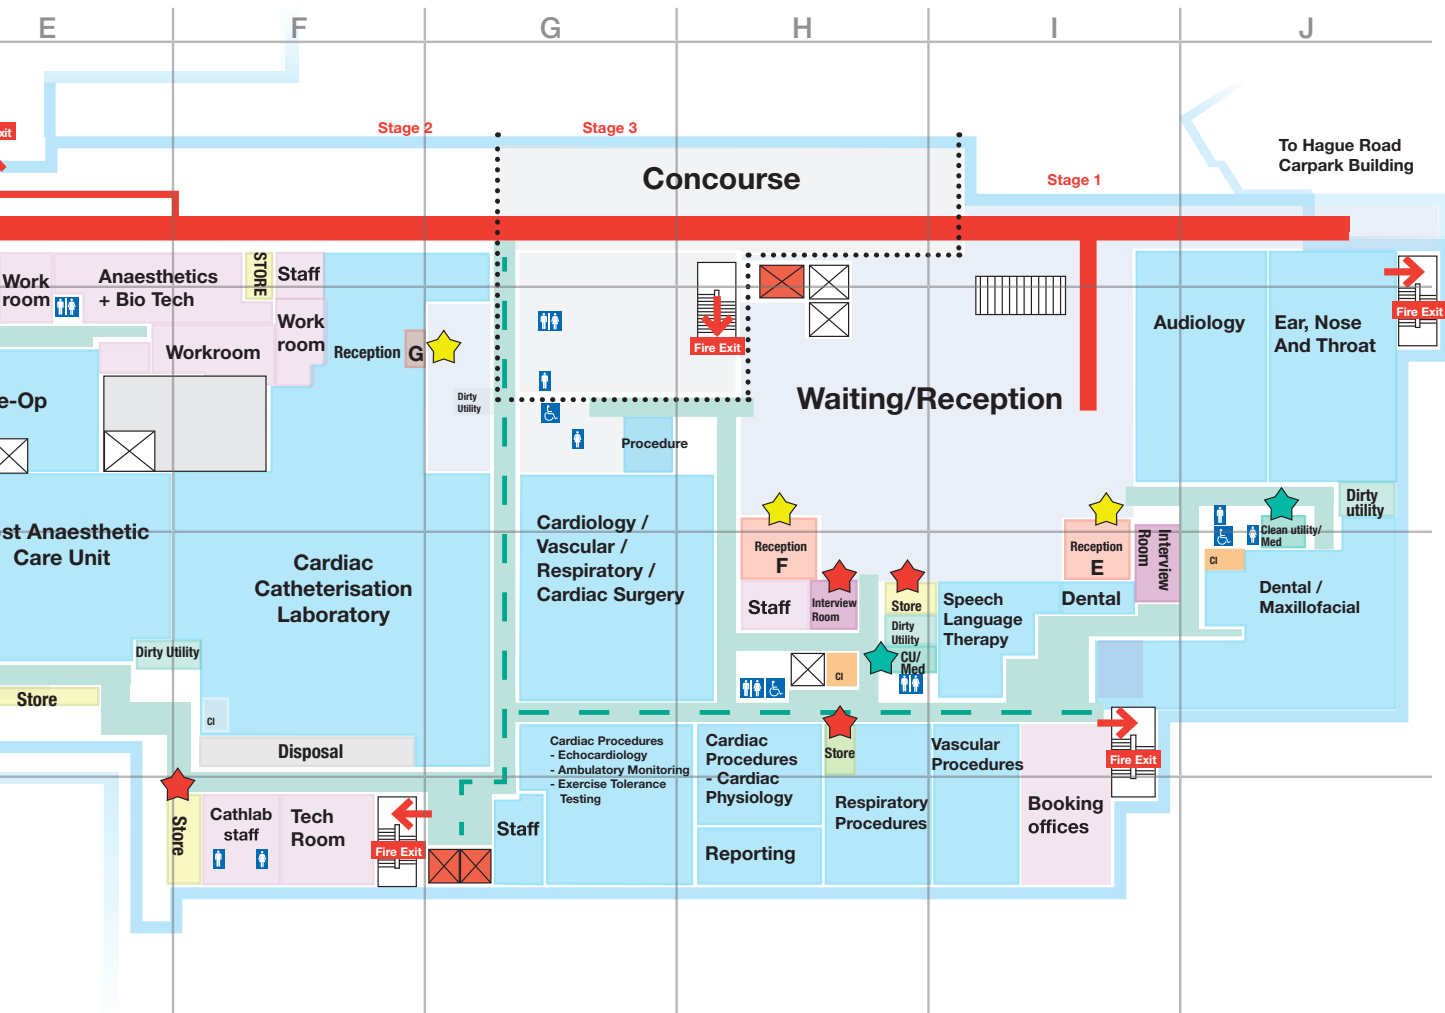 E
F
G
H
I
J
xit
Stage 2
Stage 3
Stage 1
To Hague Road
Carpark Building
Concourse
Work
room
Anaesthetics
+ Bio Tech
STORE
Staff
Work
room
Workroom
Reception
G
Dirty
Utility
Fire Exit
Procedure
Waiting/Reception
Audiology
Ear, Nose
And Throat
Fire Exit
e-Op
st Anaesthetic
Care Unit
Cardiac
Catheterisation
Laboratory
Cardiology /
Vascular /
Respiratory /
Cardiac Surgery
Reception
F
Staff
Interview
Room
Store
Dirty
Utility
CU/
Med
CI
Speech
Language
Therapy
Reception
E
Dental
Interview
Room
Clean utility/
Med
Dirty
utility
CI
Dental /
Maxillofacial
Dirty Utility
Store
CI
Disposal
Store
Cathlab
staff
Tech
Room
Fire Exit
Staff
Cardiac Procedures
- Echocardiology
- Ambulatory Monitoring
- Exercise Tolerance
Testing
Cardiac
Procedures
- Cardiac
Physiology
Reporting
Store
Respiratory
Procedures
Vascular
Procedures
Booking
offices
Fire Exit